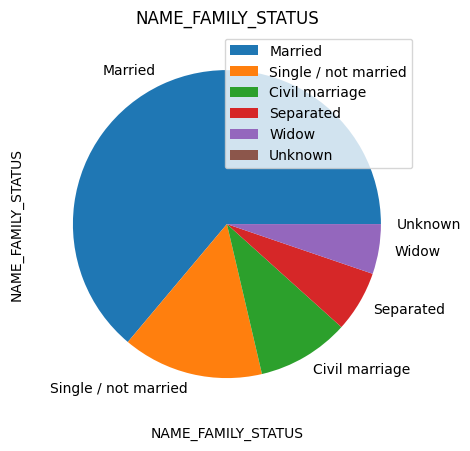 NAME_FAMILY_STATUS
Married
Single / not married
Civil marriage
Separated
Widow
Unknown
Married
Single / not married
Civil marriage
Separated
Widow
Unknown
NAME_FAMILY_STATUS
NAME_FAMILY_STATUS